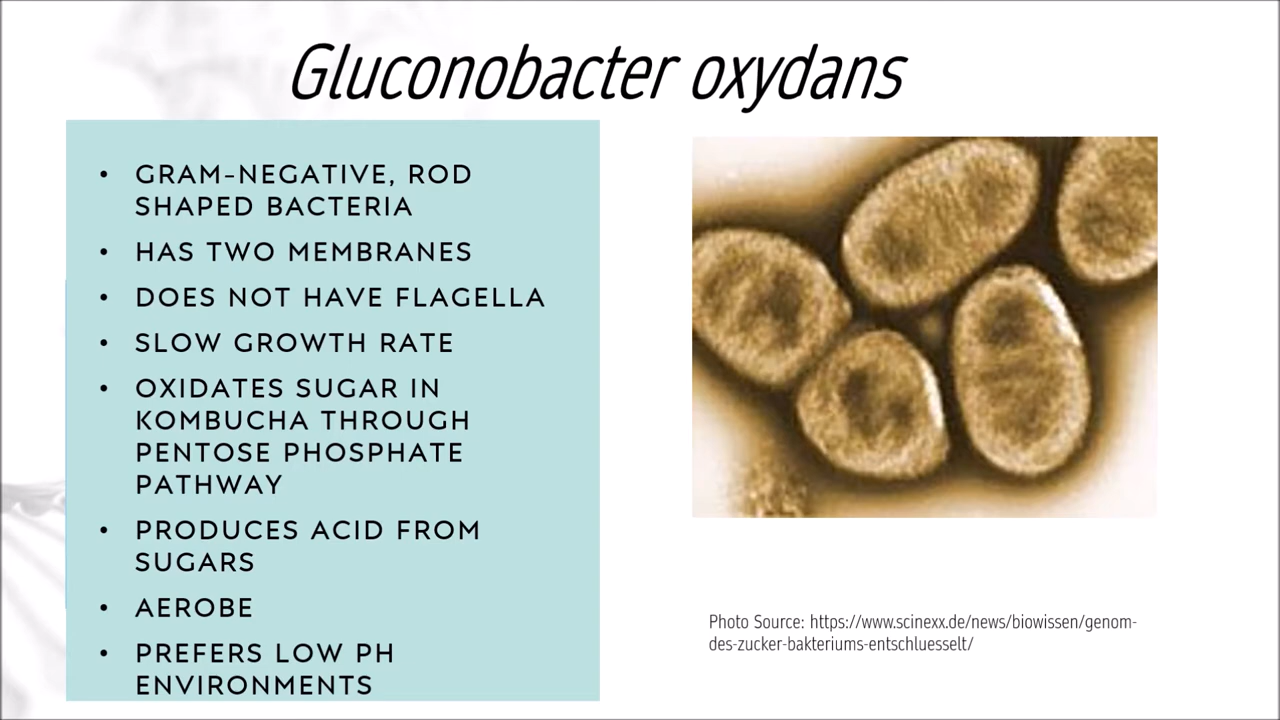 Gluconobacter oxydans
• GRAM-NEGATIVE, ROD
SHAPED BACTERIA
• HAS TWO MEMBRANES
• DOES NOT HAVE FLAGELLA
• SLOW GROWTH RATE
• OXIDATES SUGAR IN
KOMBUCHA THROUGH
PENTOSE PHOSPHATE
PATHWAY
• PRODUCES ACID FROM
SUGARS
• AEROBE
• PREFERS LOW PH
ENVIRONMENTS
Photo Source: https://www.scinexx.de/news/biowissen/genom-
des-zucker-bakteriums-entschluesselt/